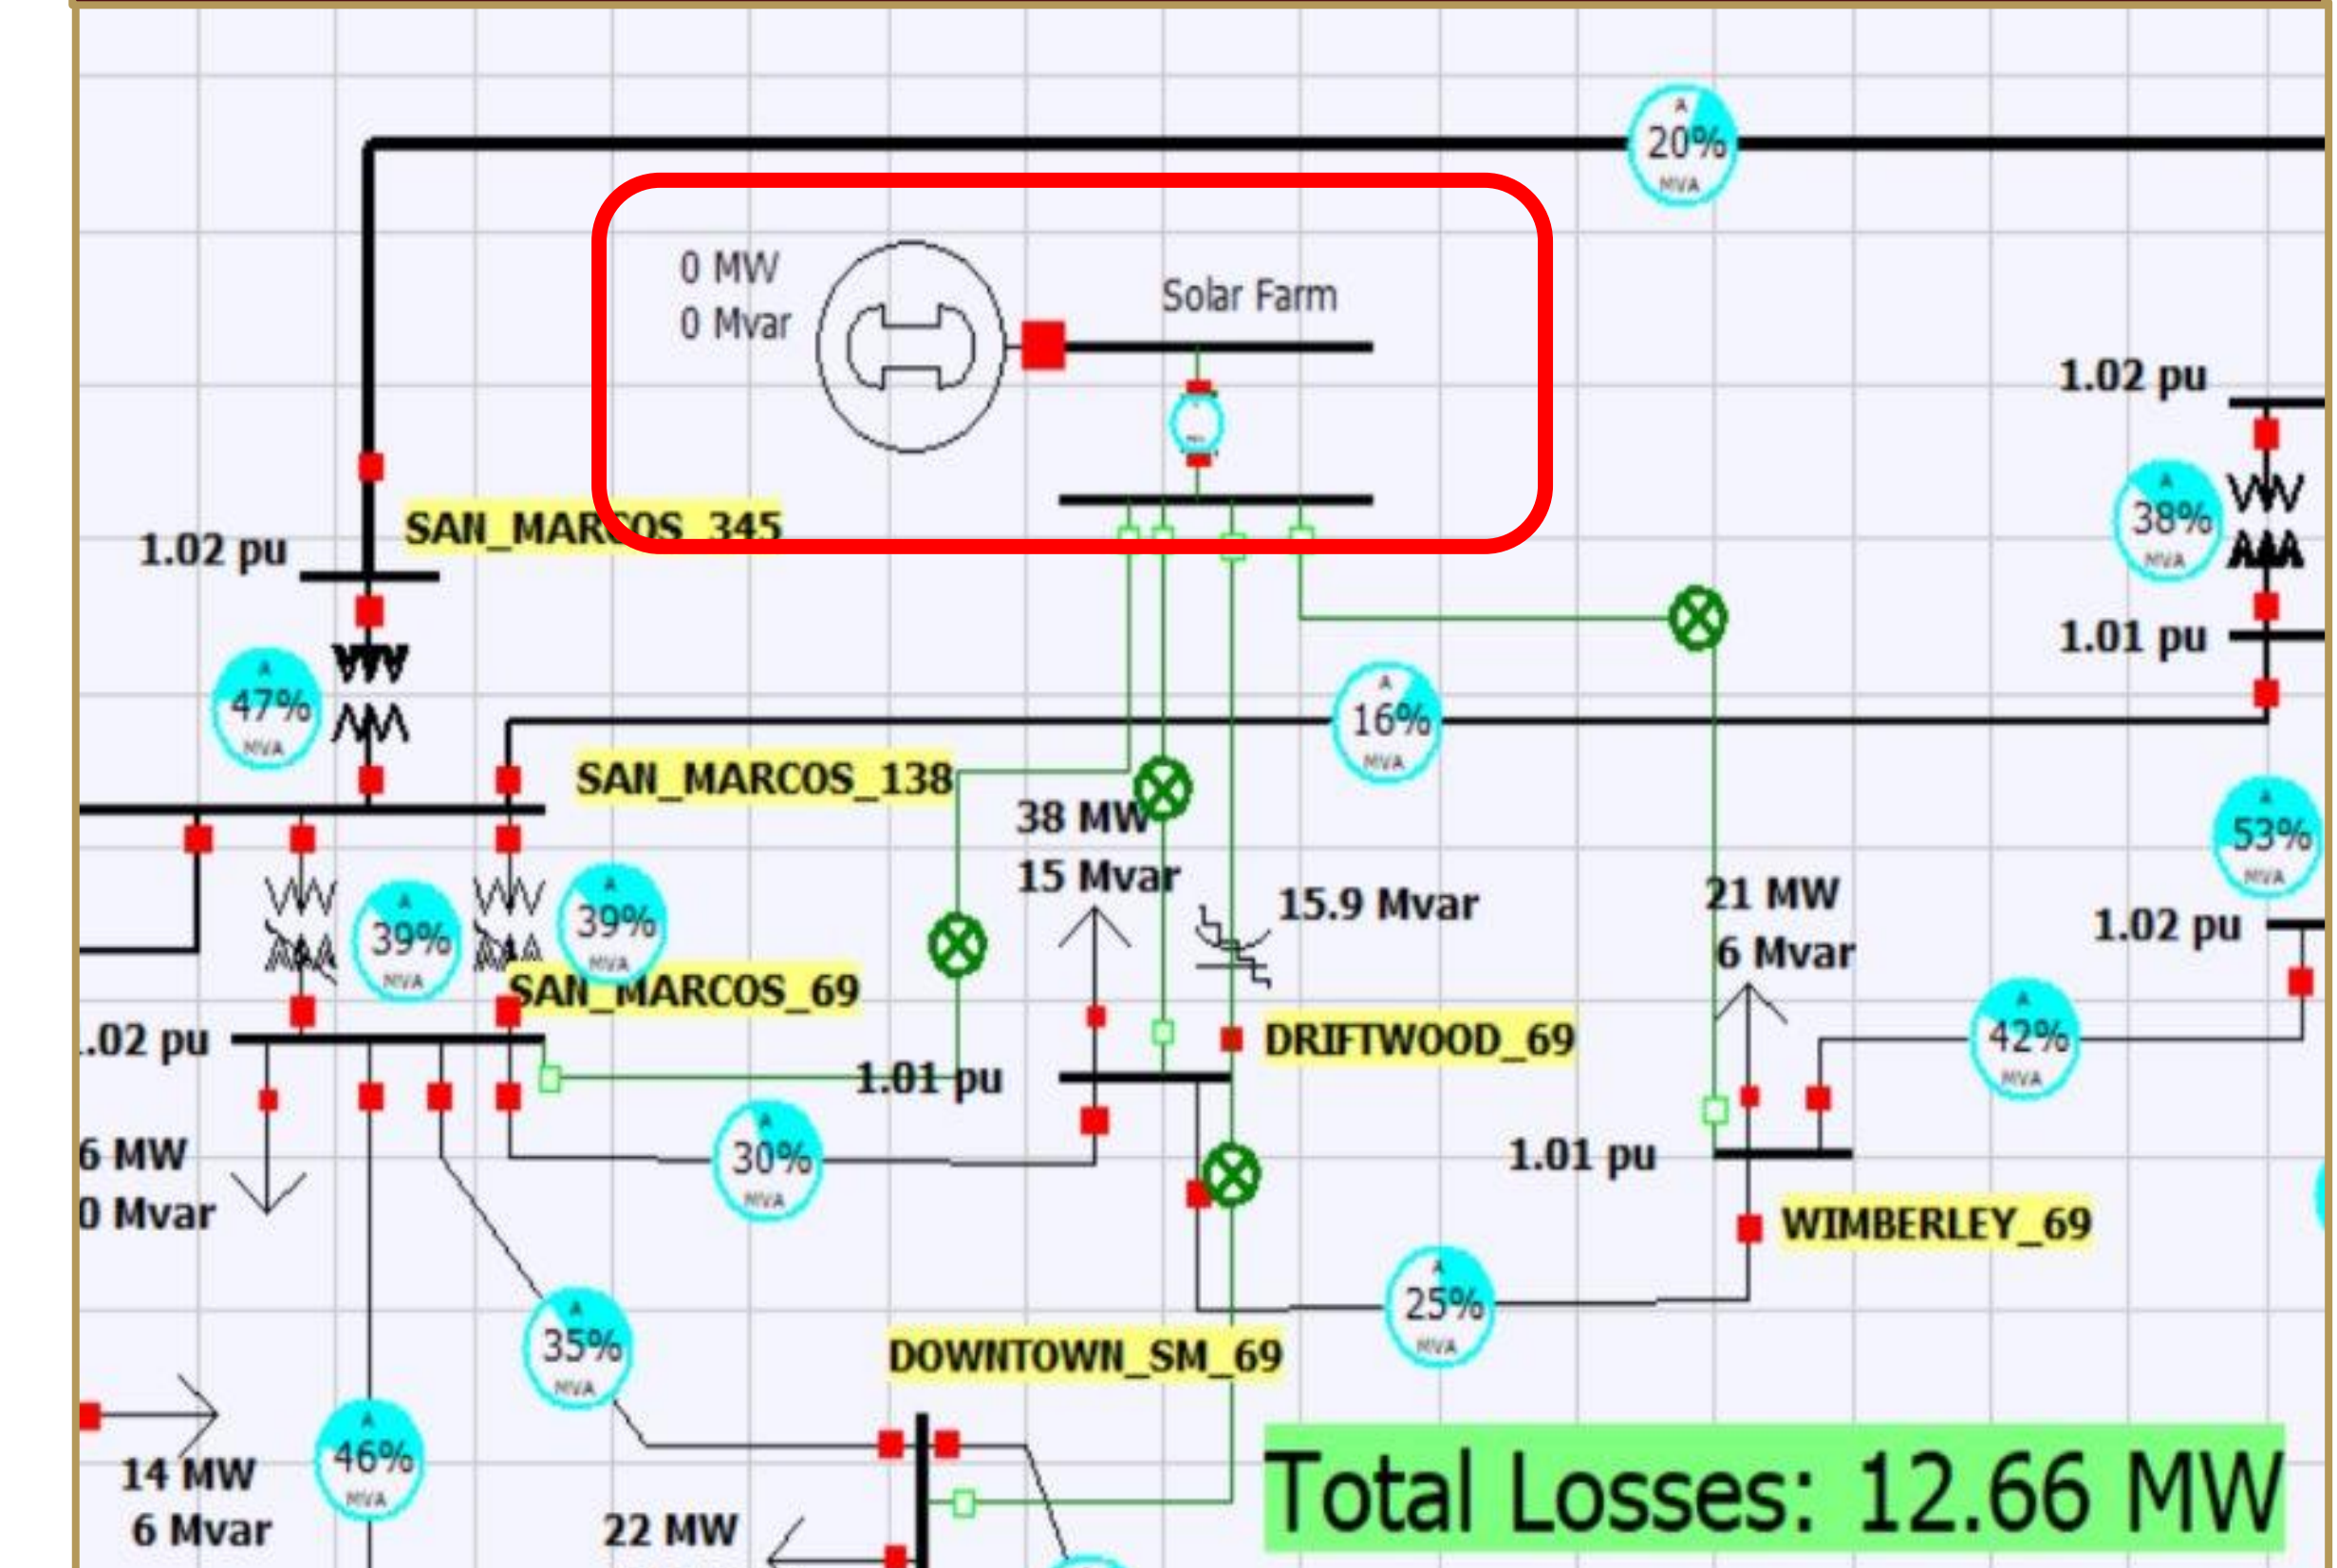 A
20%
MVA
0 MW
0 Mvar
Solar Farm
1.02 pu
SAN_MARCOS_345
1.02 pu
A
38%
MVA
1.01 pu
A
47%
MVA
A
16%
MVA
SAN_MARCOS_138
38 MW
15 Mvar
A
53%
MVA
A
39%
MVA
A
39%
MVA
15.9 Mvar
21 MW
6 Mvar
1.02 pu
SAN_MARCOS_69
.02 pu
DRIFTWOOD_69
A
42%
MVA
1.01 pu
6 MW
0 Mvar
A
30%
MVA
1.01 pu
WIMBERLEY_69
A
25%
MVA
A
35%
MVA
DOWNTOWN_SM_69
A
46%
MVA
14 MW
6 Mvar
22 MW
Total Losses: 12.66 MW